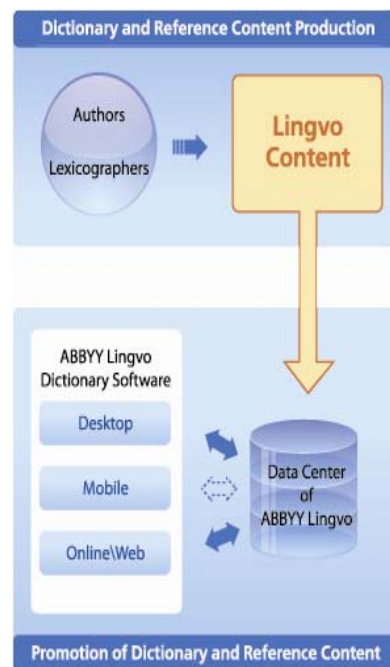 Dictionary and Reference Content Production
Authors
Lexicographers
Lingvo
Content
ABBYY Lingvo
Dictionary Software
Desktop
Mobile
Online\Web
Data Center
of
ABBYY Lingvo
Promotion of Dictionary and Reference Content